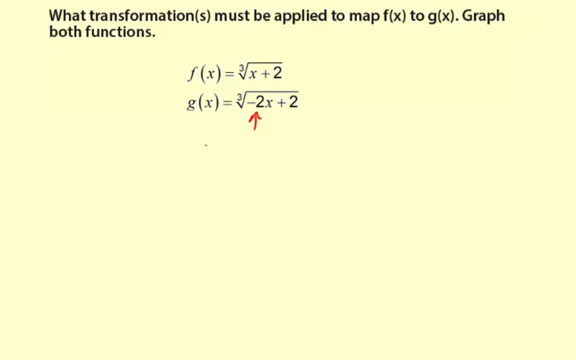 What transformation(s) must be applied to map f(x) to g(x). Graph
both functions.
f(x) = ∛(x + 2)
g(x) = ∛(−2x + 2)